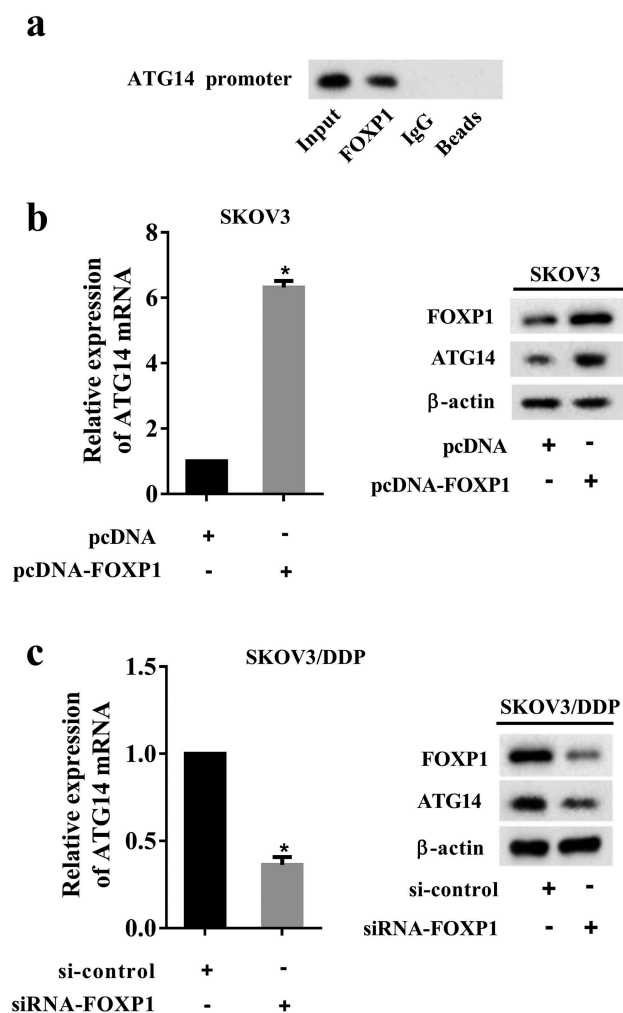 a
ATG14 promoter
Input FOXP1 IgG Beads
b
SKOV3
Relative expression
of ATG14 mRNA
8
6
4
2
0
*
pcDNA + -
pcDNA-FOXP1 - +
SKOV3
FOXP1
ATG14
β-actin
pcDNA + -
pcDNA-FOXP1 - +
c
SKOV3/DDP
Relative expression
of ATG14 mRNA
1.5
1.0
0.5
0.0
*
si-control + -
siRNA-FOXP1 - +
SKOV3/DDP
FOXP1
ATG14
β-actin
si-control + -
siRNA-FOXP1 - +